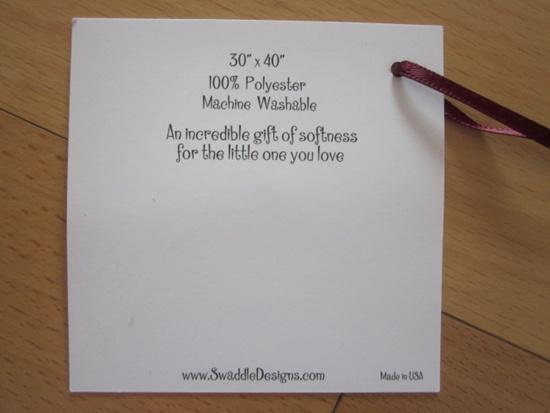 30" x 40"
100% Polyester
Machine Washable
An incredible gift of softness
for the little one you love
www.SwaddleDesigns.com
Made in USA